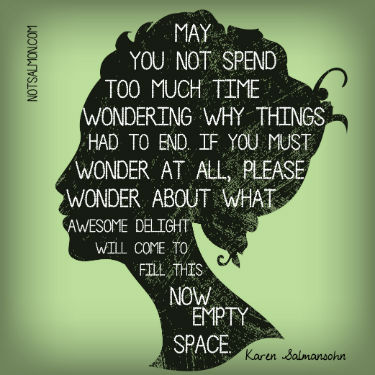 MAY
YOU NOT SPEND
TOO MUCH TIME
WONDERING WHY THINGS
HAD TO END. IF YOU MUST
WONDER AT ALL, PLEASE
WONDER ABOUT WHAT
AWESOME DELIGHT
WILL COME TO
FILL THIS
NOW
EMPTY
SPACE.
Karen Salmansohn
NOTSALMON.COM